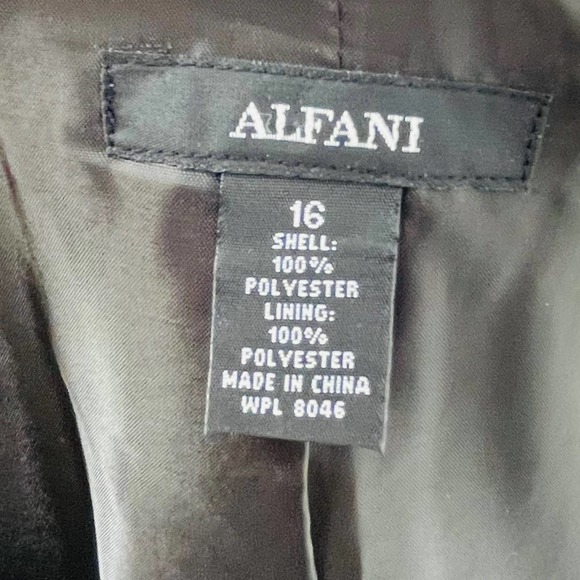 ALFANI
16
SHELL:
100%
POLYESTER
LINING:
100%
POLYESTER
MADE IN CHINA
WPL 8046